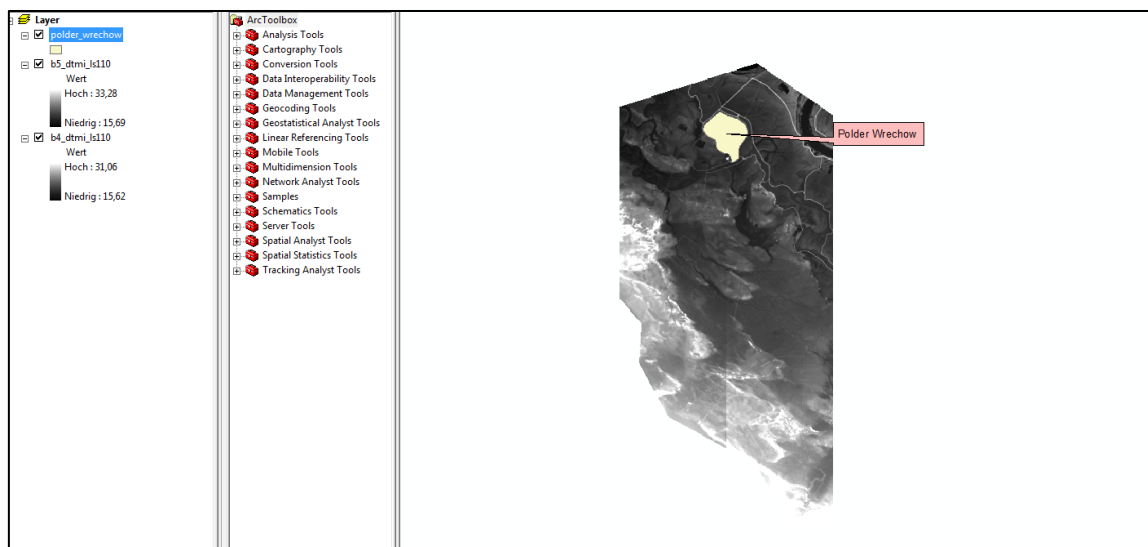 Layer
polder_wrechow
b5_dtmi_ls110
Wert
Hoch : 33,28
Niedrig : 15,69
b4_dtmi_ls110
Wert
Hoch : 31,06
Niedrig : 15,62
ArcToolbox
Analysis Tools
Cartography Tools
Conversion Tools
Data Interoperability Tools
Data Management Tools
Geocoding Tools
Geostatistical Analyst Tools
Linear Referencing Tools
Mobile Tools
Multidimension Tools
Network Analyst Tools
Samples
Schematics Tools
Server Tools
Spatial Analyst Tools
Spatial Statistics Tools
Tracking Analyst Tools
Polder Wrechow